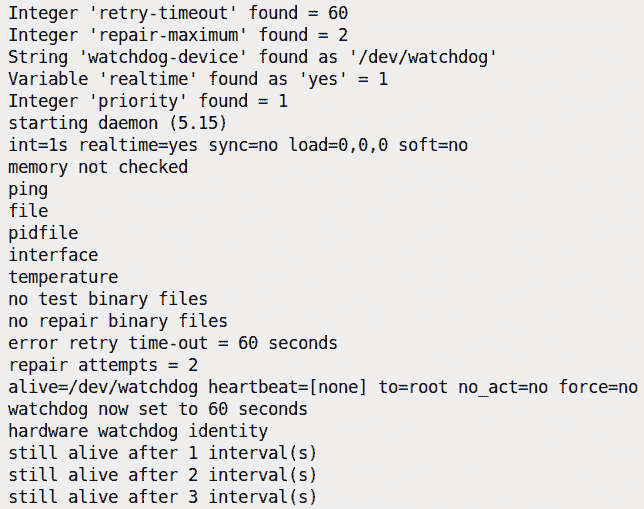 Integer 'retry-timeout' found = 60
Integer 'repair-maximum' found = 2
String 'watchdog-device' found as '/dev/watchdog'
Variable 'realtime' found as 'yes' = 1
Integer 'priority' found = 1
starting daemon (5.15)
int=1s realtime=yes sync=no load=0,0,0 soft=no
memory not checked
ping
file
pidfile
interface
temperature
no test binary files
no repair binary files
error retry time-out = 60 seconds
repair attempts = 2
alive=/dev/watchdog heartbeat=[none] to=root no_act=no force=no
watchdog now set to 60 seconds
hardware watchdog identity
still alive after 1 interval(s)
still alive after 2 interval(s)
still alive after 3 interval(s)